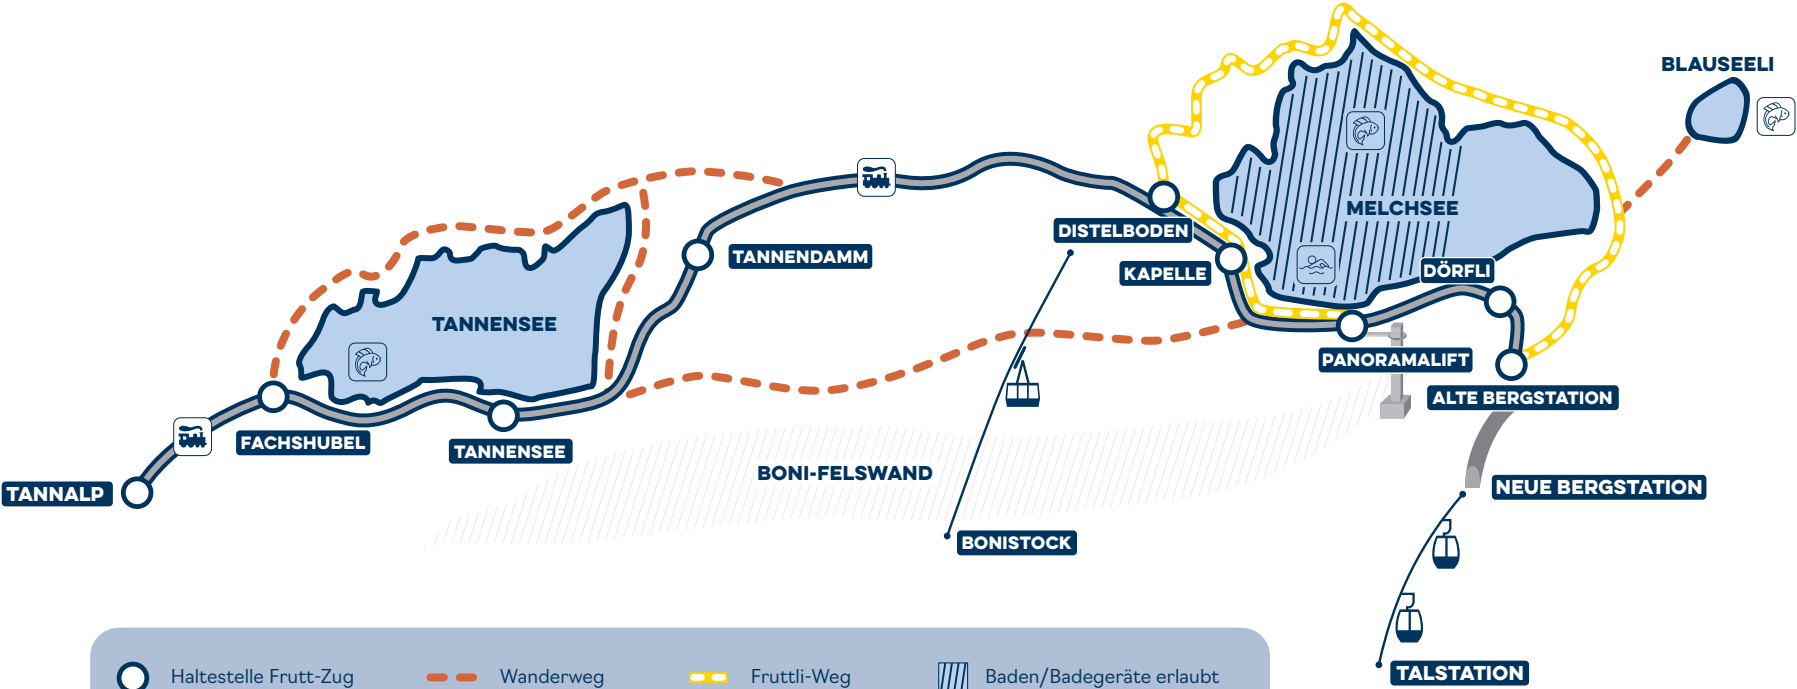 BLAUSEELI
MELCHSEE
DISTELBODEN
TANNENDAMM
KAPELLE
DÖRFLI
TANNENSEE
PANORAMALIFT
ALTE BERGSTATION
FACHSHUBEL
TANNENSEE
BONI-FELSWAND
TANNALP
NEUE BERGSTATION
BONISTOCK
TALSTATION
Haltestelle Frutt-Zug
Wanderweg
Fruttli-Weg
Baden/Badegeräte erlaubt